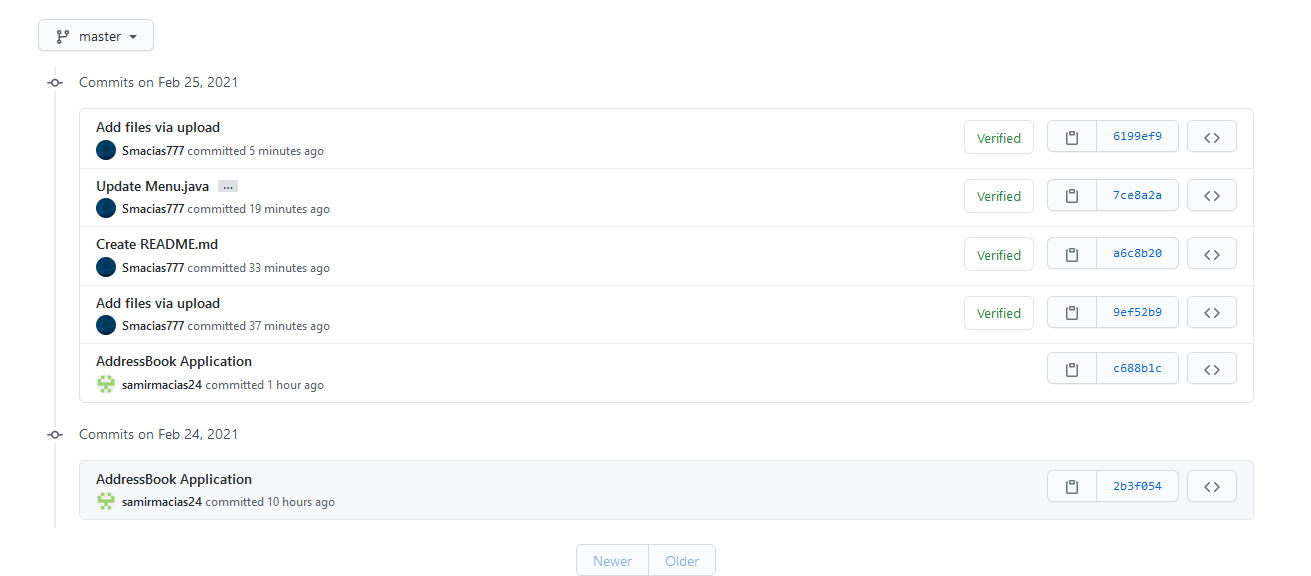 master
Commits on Feb 25, 2021
Add files via upload
Smacias777 committed 5 minutes ago
Verified
6199ef9
Update Menu.java ...
Smacias777 committed 19 minutes ago
Verified
7ce8a2a
Create README.md
Smacias777 committed 33 minutes ago
Verified
a6c8b20
Add files via upload
Smacias777 committed 37 minutes ago
Verified
9ef52b9
AddressBook Application
samirmacias24 committed 1 hour ago
c688b1c
Commits on Feb 24, 2021
AddressBook Application
samirmacias24 committed 10 hours ago
2b3f054
Newer Older